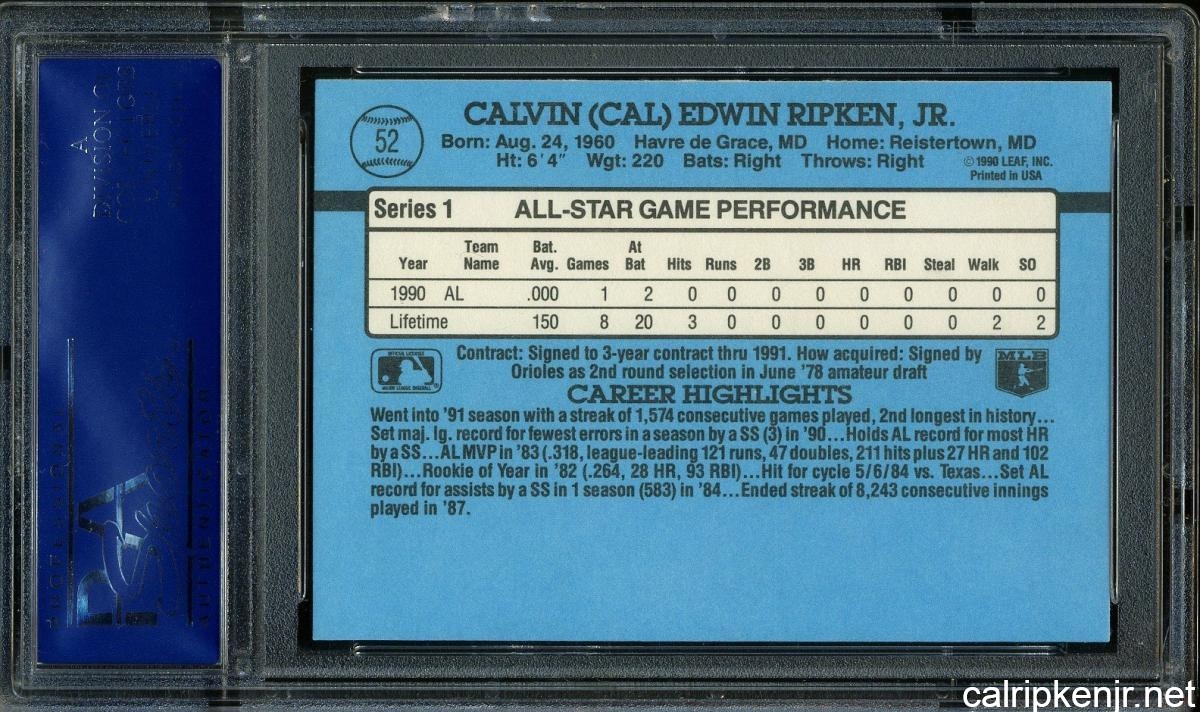 52
CALVIN (CAL) EDWIN RIPKEN, JR.
Born: Aug. 24, 1960 Havre de Grace, MD Home: Reistertown, MD
Ht: 6'4" Wgt: 220 Bats: Right Throws: Right
©1990 LEAF, INC.
Printed in USA
Series 1 ALL-STAR GAME PERFORMANCE
Year Team Name Bat. Avg. Games At Bat Hits Runs 2B 3B HR RBI Steal Walk SO
1990 AL .000 1 2 0 0 0 0 0 0 0 0 0
Lifetime 150 8 20 3 0 0 0 0 0 0 2 2
Contract: Signed to 3-year contract thru 1991. How acquired: Signed by
Orioles as 2nd round selection in June '78 amateur draft
MLB
CAREER HIGHLIGHTS
Went into '91 season with a streak of 1,574 consecutive games played, 2nd longest in history...
Set maj. lg. record for fewest errors in a season by a SS (3) in '90...Holds AL record for most HR
by a SS...AL MVP in '83 (.318, league-leading 121 runs, 47 doubles, 211 hits plus 27 HR and 102
RBI)...Rookie of Year in '82 (.264, 28 HR, 93 RBI)...Hit for cycle 5/6/84 vs. Texas...Set AL
record for assists by a SS in 1 season (583) in '84...Ended streak of 8,243 consecutive innings
played in '87.
A
DIVISION OF
COLLECTORS
UNIVERSE
PROFESSIONAL
PSA
Sports
AUTHENTICATOR
calripkenjr.net